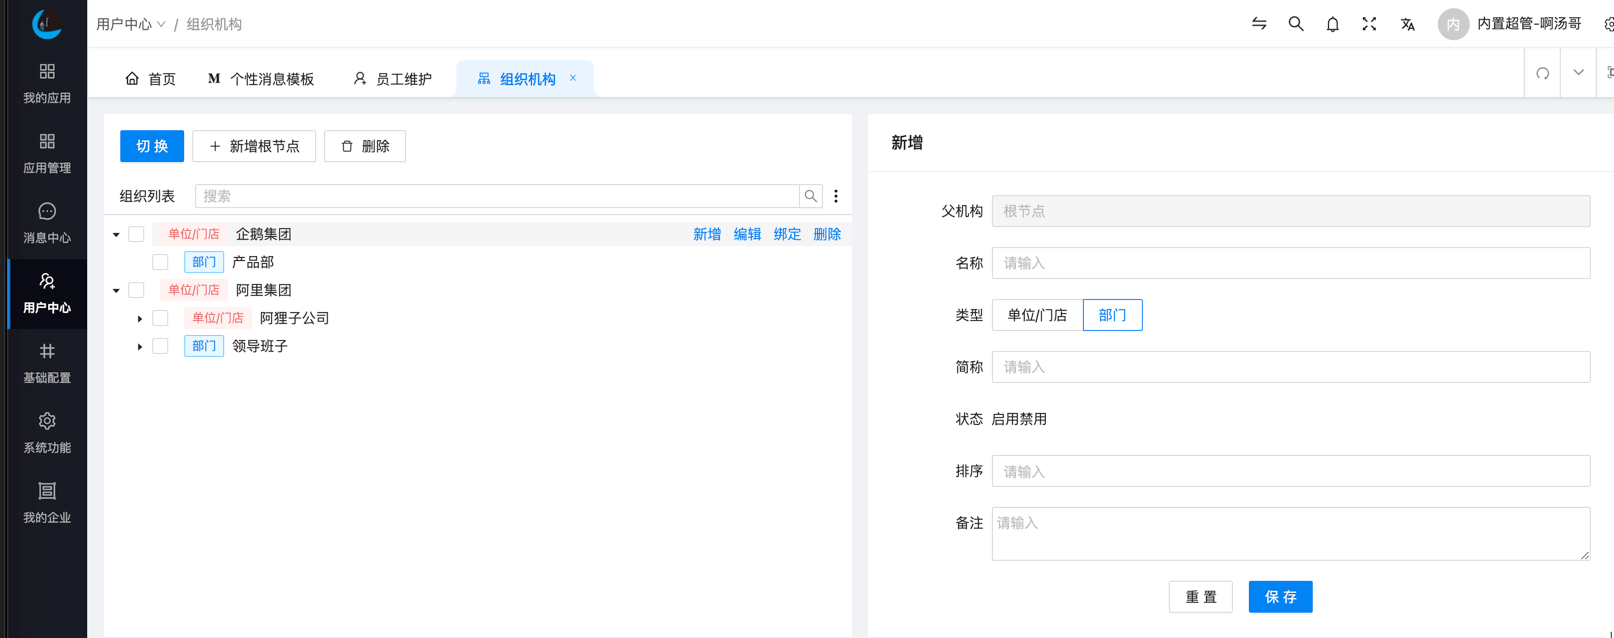 用户中心 / 组织机构
内 内置超管-啊汤哥
我的应用
应用管理
消息中心
用户中心
基础配置
系统功能
我的企业
首页 M 个性消息模板 员工维护 组织机构 ×
切 换 + 新增根节点 删除
组织列表 搜索
单位/门店 企鹅集团 新增 编辑 绑定 删除
部门 产品部
单位/门店 阿里集团
单位/门店 阿狸子公司
部门 领导班子
新增
父机构 根节点
名称 请输入
类型 单位/门店 部门
简称 请输入
状态 启用禁用
排序 请输入
备注 请输入
重 置 保 存